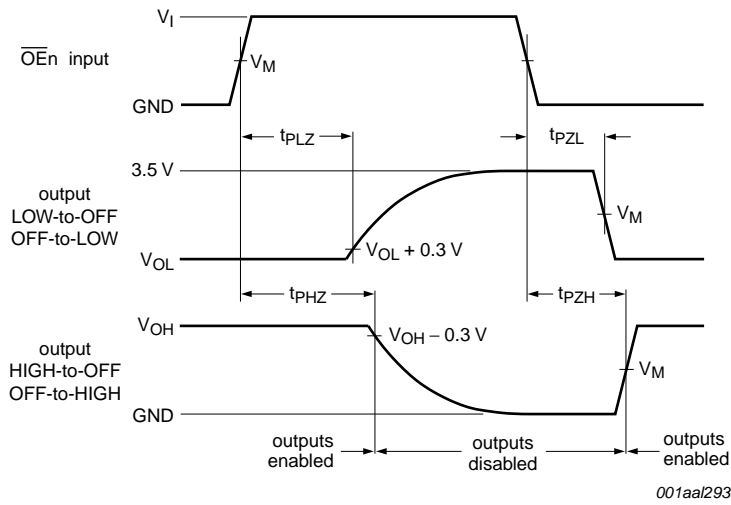 V_I
O̅E̅n input
V_M
GND
t_PLZ
t_PZL
3.5 V
output
LOW-to-OFF
OFF-to-LOW
V_M
V_OL + 0.3 V
V_OL
t_PHZ
t_PZH
V_OH
V_OH − 0.3 V
output
HIGH-to-OFF
OFF-to-HIGH
V_M
GND
outputs
enabled
outputs
disabled
outputs
enabled
001aal293